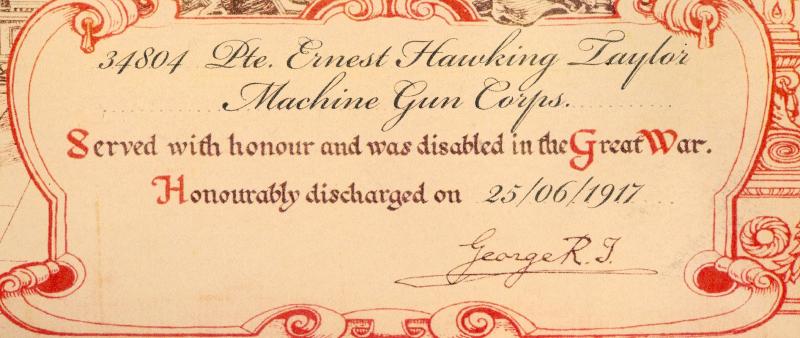 34804 Pte. Ernest Hawking Taylor
Machine Gun Corps.
Served with honour and was disabled in the Great War.
Honourably discharged on 25/06/1917
George R.I.